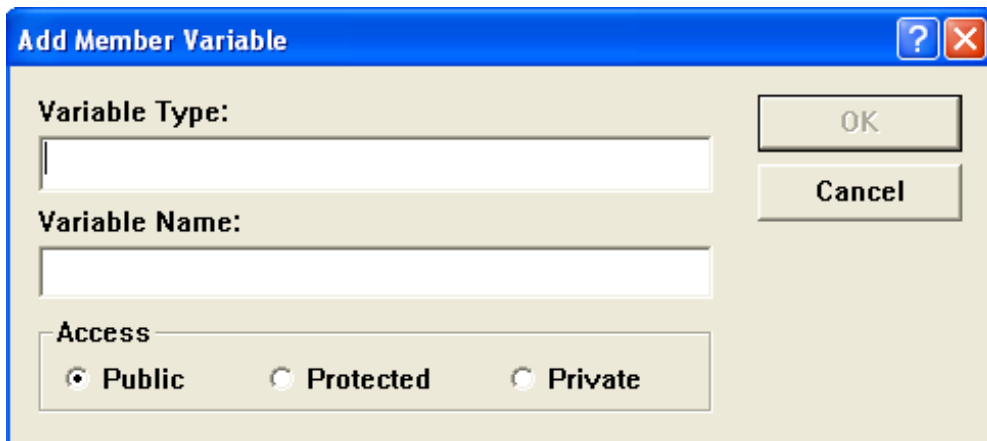 Add Member Variable
?
Variable Type:
OK
Cancel
Variable Name:
Access
Public Protected Private